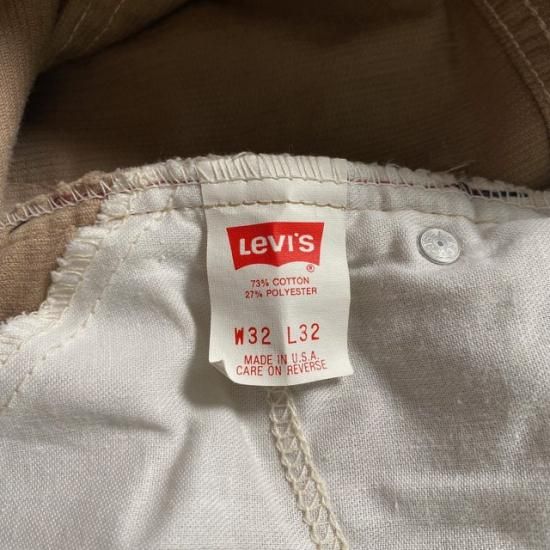 LEVI'S
®
73% COTTON
27% POLYESTER
W32 L32
MADE IN U.S.A.
CARE ON REVERSE